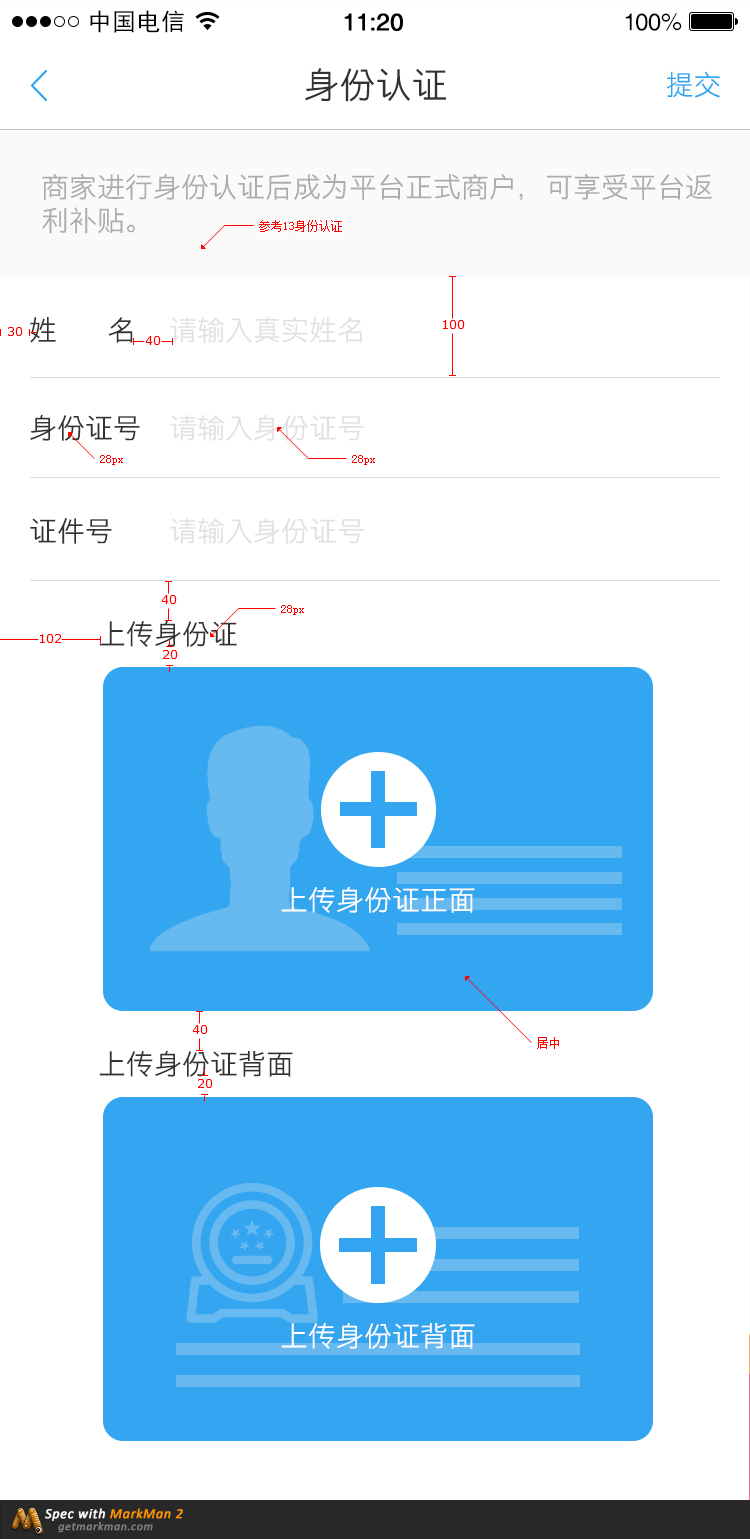 中国电信 11:20 100%
身份认证 提交
商家进行身份认证后成为平台正式商户，可享受平台返
利补贴。
参考13身份认证
30 姓 名 40 请输入真实姓名 100
身份证号 请输入身份证号
28px 28px
证件号 请输入身份证号
40 28px
102 上传身份证
20
上传身份证正面
40 居中
上传身份证背面
20
上传身份证背面
Spec with MarkMan 2
getmarkman.com